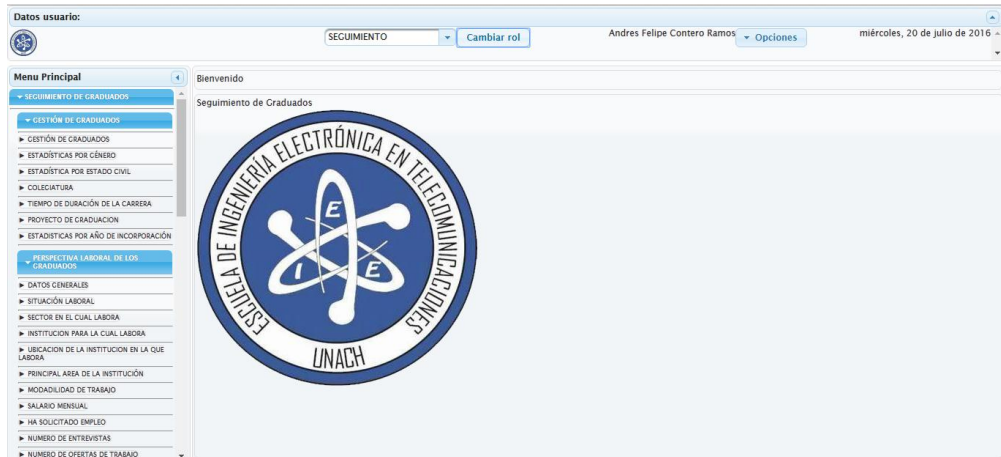 Datos usuario:
SEGUIMIENTO
Cambiar rol
Andres Felipe Contero Ramos
Opciones
miércoles, 20 de julio de 2016
Menu Principal
SEGUIMIENTO DE GRADUADOS
GESTIÓN DE GRADUADOS
GESTIÓN DE GRADUADOS
ESTADÍSTICAS POR GÉNERO
ESTADÍSTICA POR ESTADO CIVIL
COLEGIATURA
TIEMPO DE DURACIÓN DE LA CARRERA
PROYECTO DE GRADUACION
ESTADISTICAS POR AÑO DE INCORPORACIÓN
PERSPECTIVA LABORAL DE LOS
GRADUADOS
DATOS GENERALES
SITUACIÓN LABORAL
SECTOR EN EL CUAL LABORA
INSTITUCION PARA LA CUAL LABORA
UBICACION DE LA INSTITUCION EN LA QUE
LABORA
PRINCIPAL AREA DE LA INSTITUCIÓN
MODADILIDAD DE TRABAJO
SALARIO MENSUAL
HA SOLICITADO EMPLEO
NUMERO DE ENTREVISTAS
NUMERO DE OFERTAS DE TRABAJO
Bienvenido
Seguimiento de Graduados
ESCUELA DE INGENIERÍA ELECTRÓNICA EN TELECOMUNICACIONES
E
I
E
UNACH